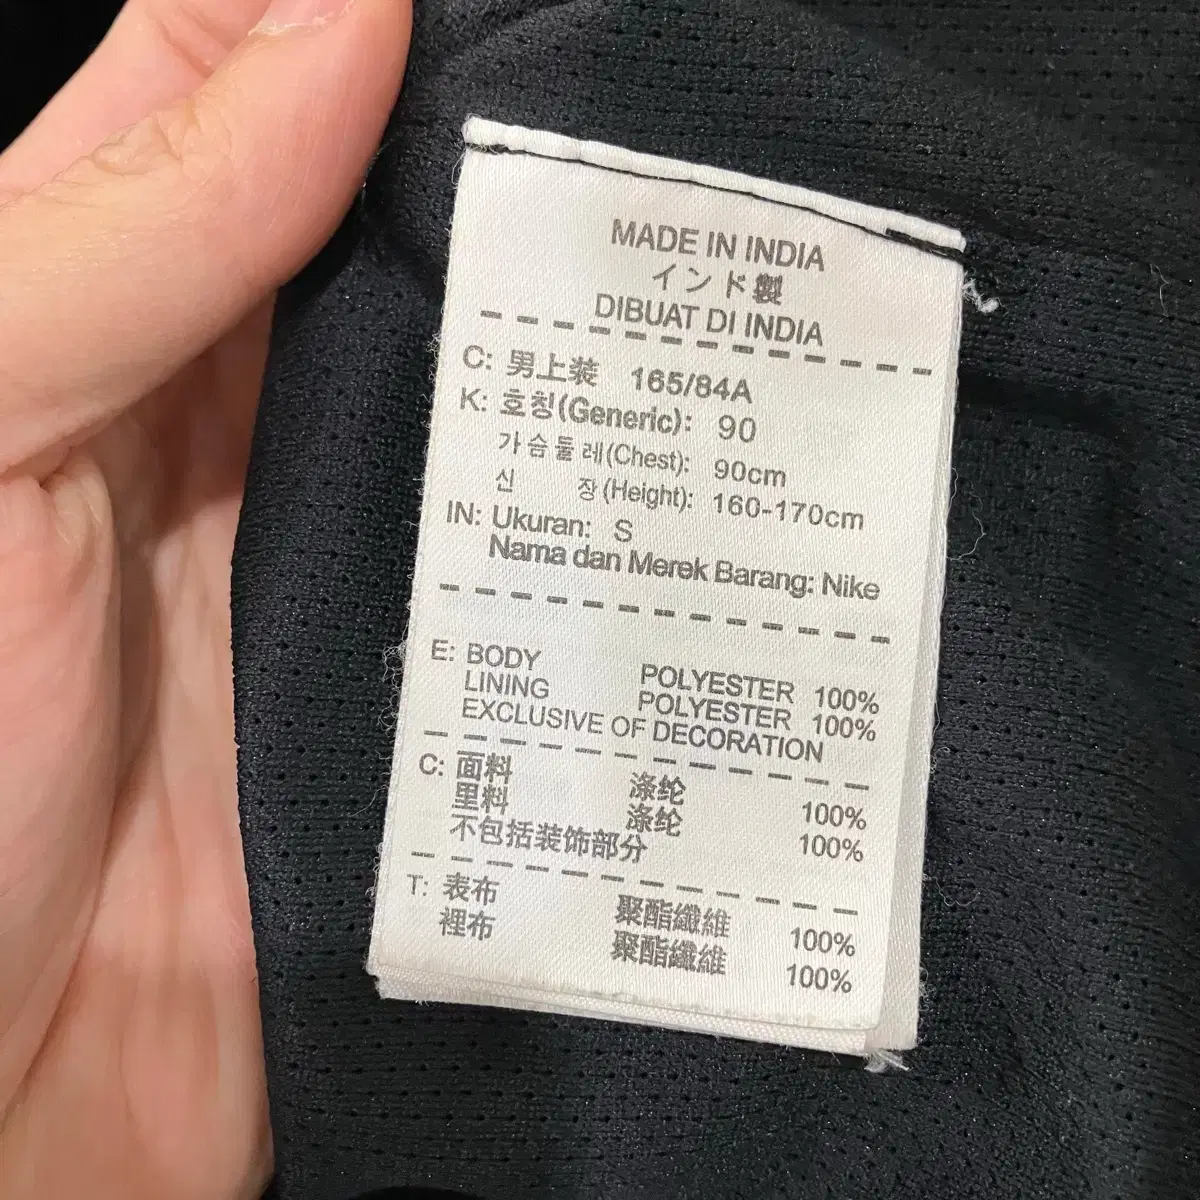 MADE IN INDIA
インド製
DIBUAT DI INDIA
C: 男上装 165/84A
K: 호칭(Generic): 90
가슴둘레(Chest): 90cm
신 장(Height): 160-170cm
IN: Ukuran: S
Nama dan Merek Barang: Nike
E: BODY POLYESTER 100%
LINING POLYESTER 100%
EXCLUSIVE OF DECORATION
C: 面料 涤纶 100%
里料 涤纶 100%
不包括装饰部分
T: 表布 聚酯纖維 100%
裡布 聚酯纖維 100%